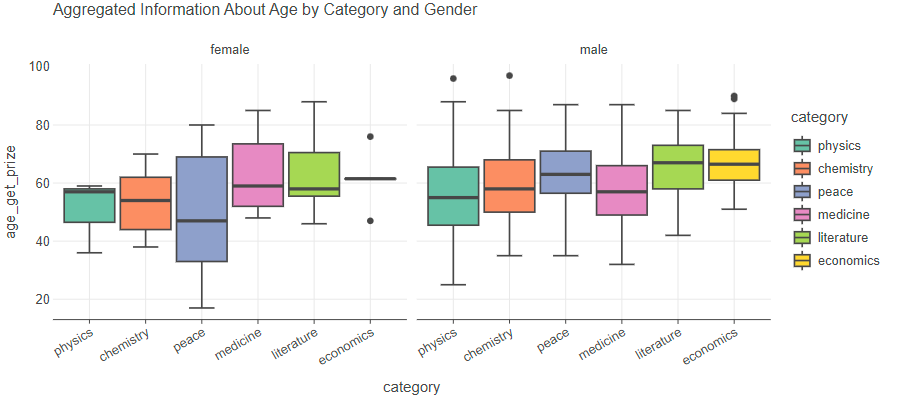 Aggregated Information About Age by Category and Gender
female
male
100
80
60
40
20
age_get_prize
physics
chemistry
peace
medicine
literature
economics
physics
chemistry
peace
medicine
literature
economics
category
category
physics
chemistry
peace
medicine
literature
economics